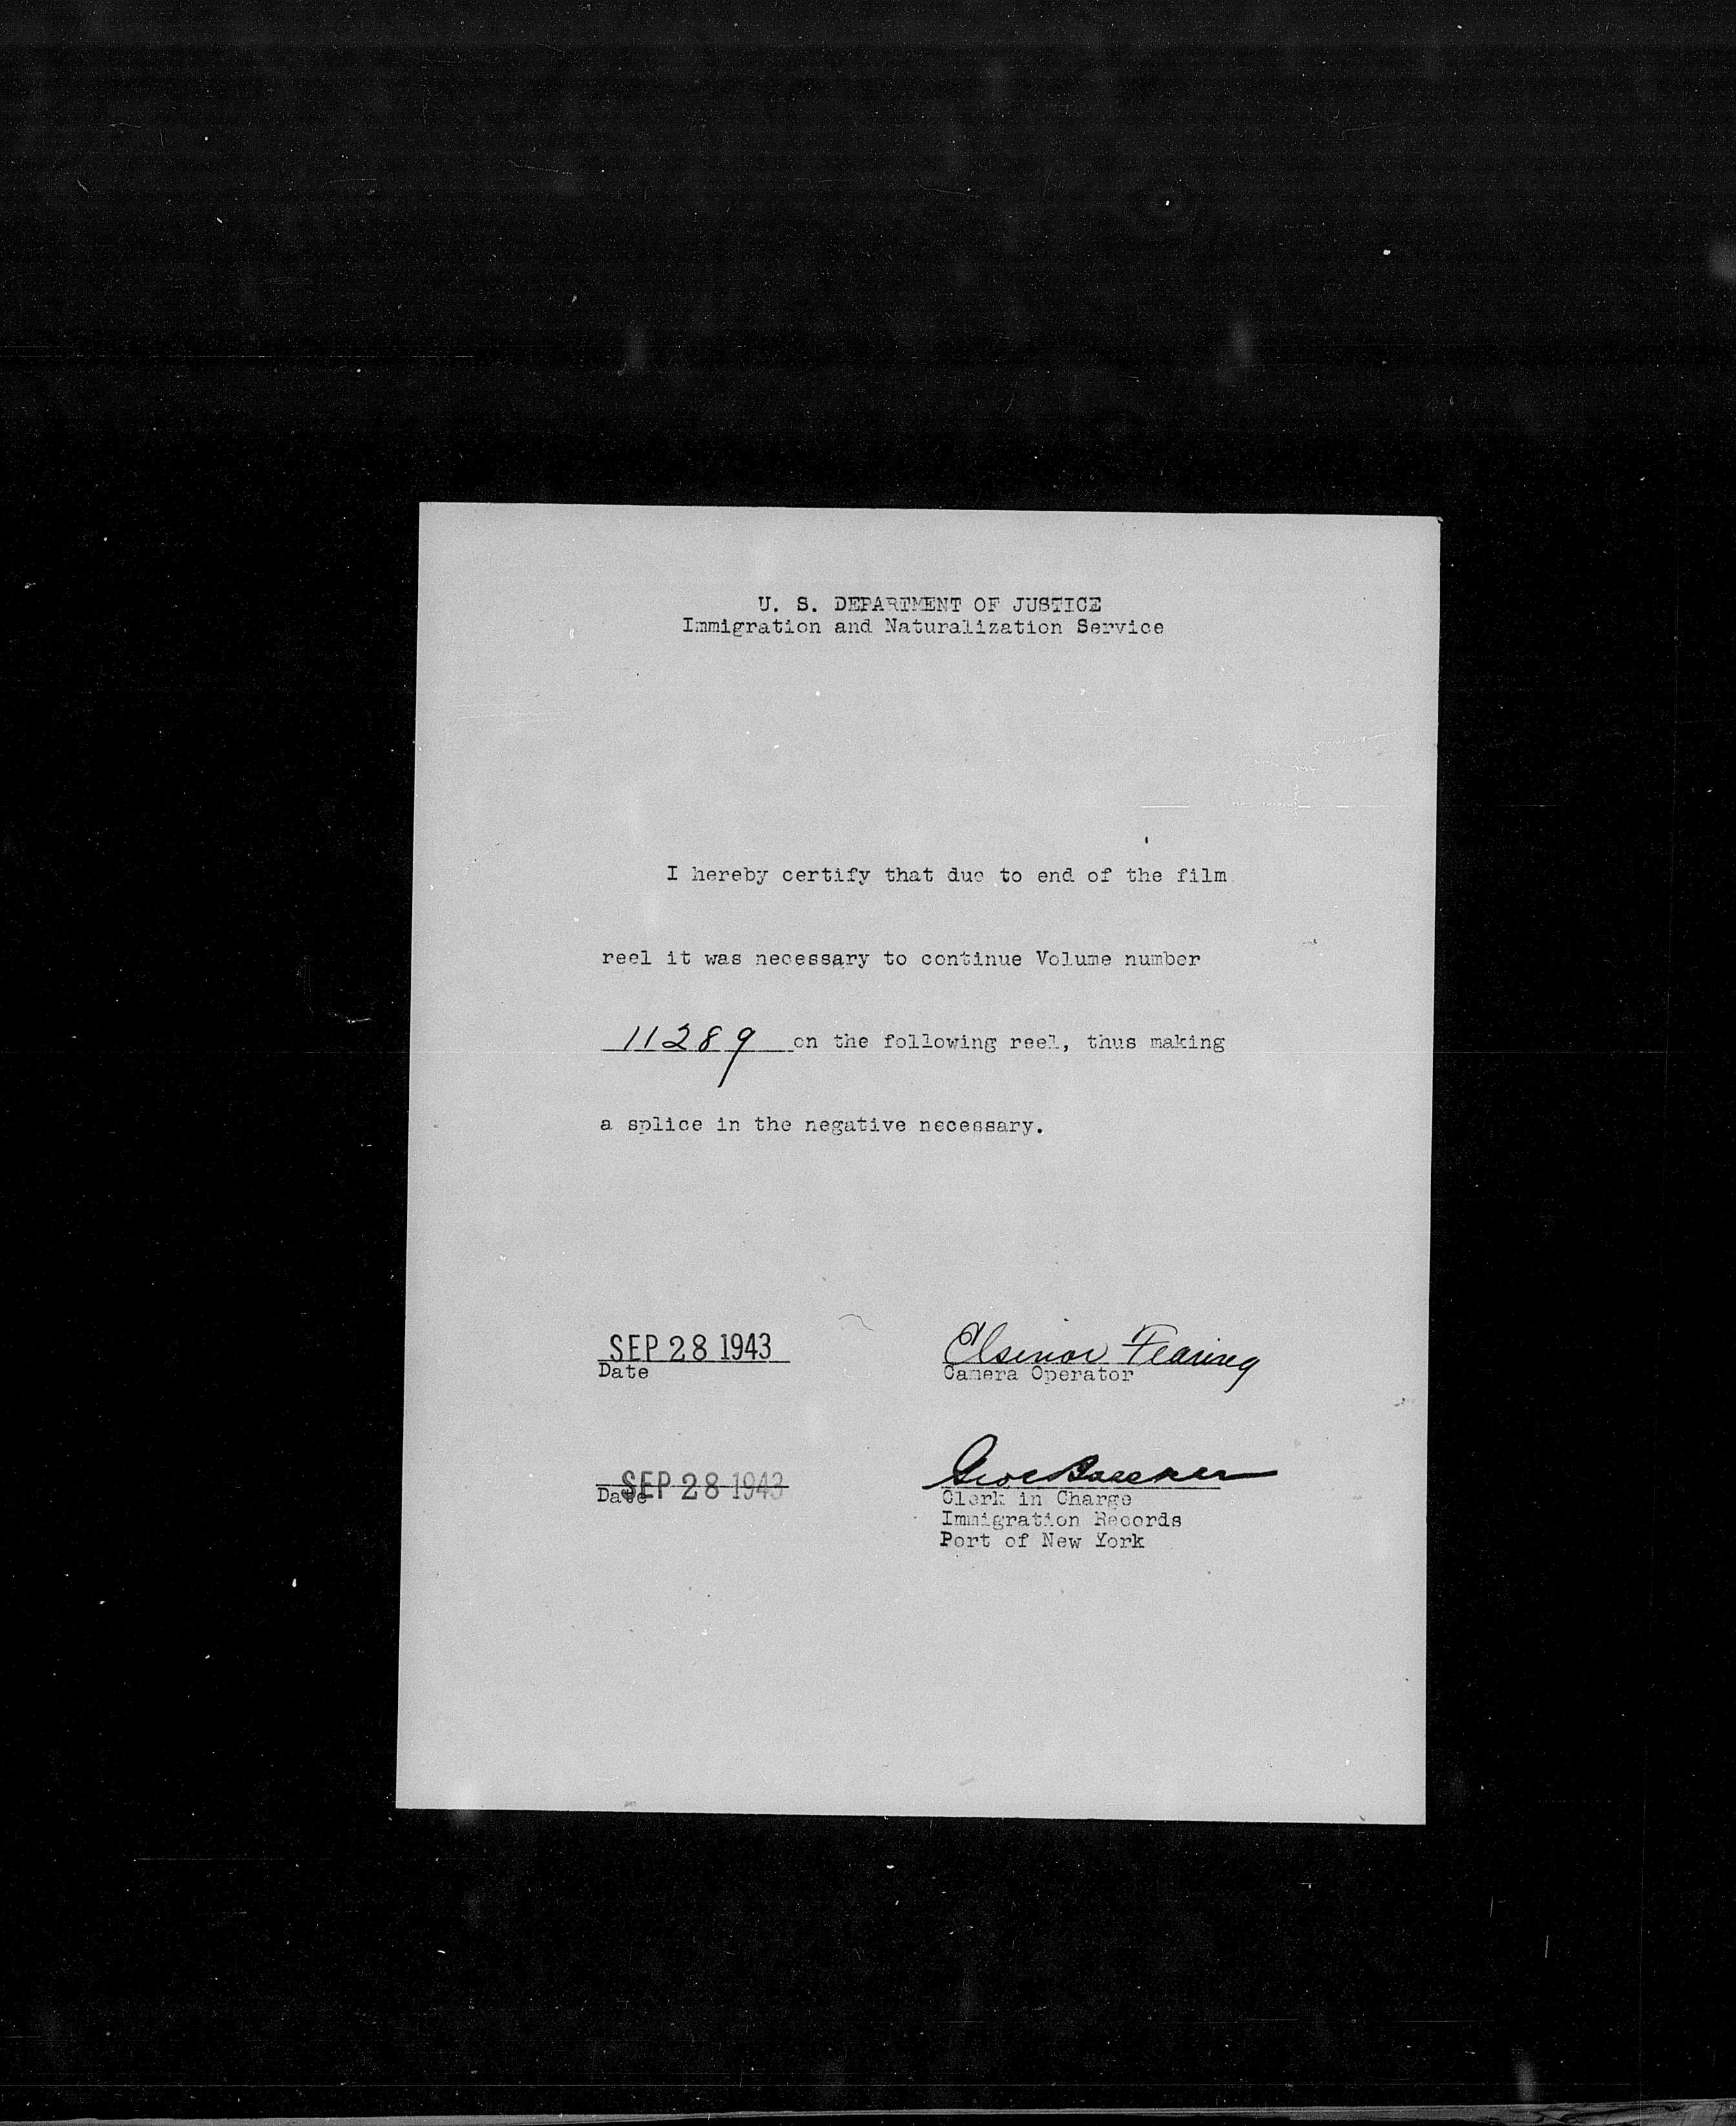 U. S. DEPARTMENT OF JUSTICE
Immigration and Naturalization Service
I hereby certify that due to end of the film
reel it was necessary to continue Volume number
11289 on the following reel, thus making
a splice in the negative necessary.
SEP 28 1943
Date
Elsinor Fearing
Camera Operator
SEP 28 1943
Date
Clerk in Charge
Immigration Records
Port of New York